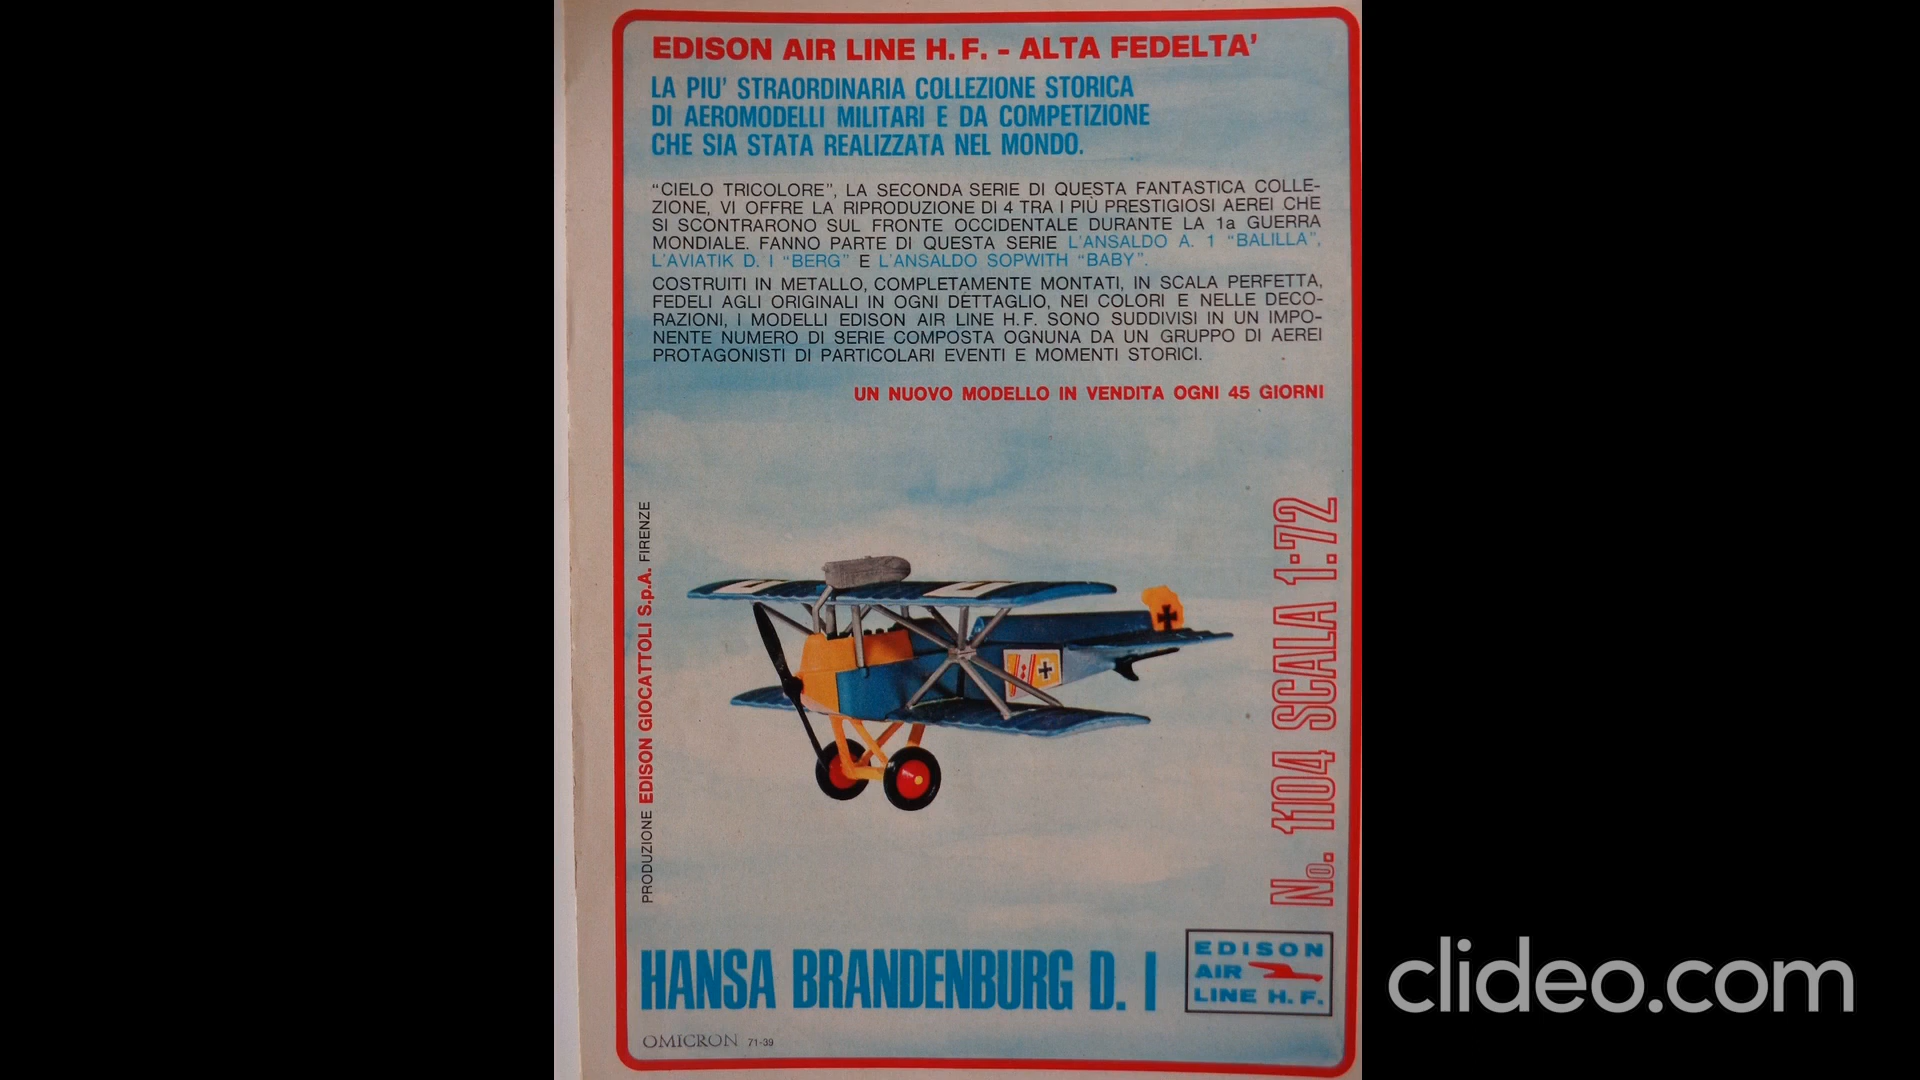 EDISON AIR LINE H. F. - ALTA FEDELTA'
LA PIU' STRAORDINARIA COLLEZIONE STORICA
DI AEROMODELLI MILITARI E DA COMPETIZIONE
CHE SIA STATA REALIZZATA NEL MONDO.
"CIELO TRICOLORE", LA SECONDA SERIE DI QUESTA FANTASTICA COLLE-
ZIONE, VI OFFRE LA RIPRODUZIONE DI 4 TRA I PIÙ PRESTIGIOSI AEREI CHE
SI SCONTRARONO SUL FRONTE OCCIDENTALE DURANTE LA 1a GUERRA
MONDIALE. FANNO PARTE DI QUESTA SERIE L'ANSALDO A. 1 "BALILLA",
L'AVIATIK D. I "BERG" E L'ANSALDO SOPWITH "BABY".
COSTRUITI IN METALLO, COMPLETAMENTE MONTATI, IN SCALA PERFETTA,
FEDELI AGLI ORIGINALI IN OGNI DETTAGLIO, NEI COLORI E NELLE DECO-
RAZIONI, I MODELLI EDISON AIR LINE H. F. SONO SUDDIVISI IN UN IMPO-
NENTE NUMERO DI SERIE COMPOSTA OGNUNA DA UN GRUPPO DI AEREI
PROTAGONISTI DI PARTICOLARI EVENTI E MOMENTI STORICI.
UN NUOVO MODELLO IN VENDITA OGNI 45 GIORNI
PRODUZIONE EDISON GIOCATTOLI S.p.A. FIRENZE
No. 1104 SCALA 1:72
HANSA BRANDENBURG D. I
EDISON
AIR
LINE H. F.
OMICRON 71-39
clideo.com